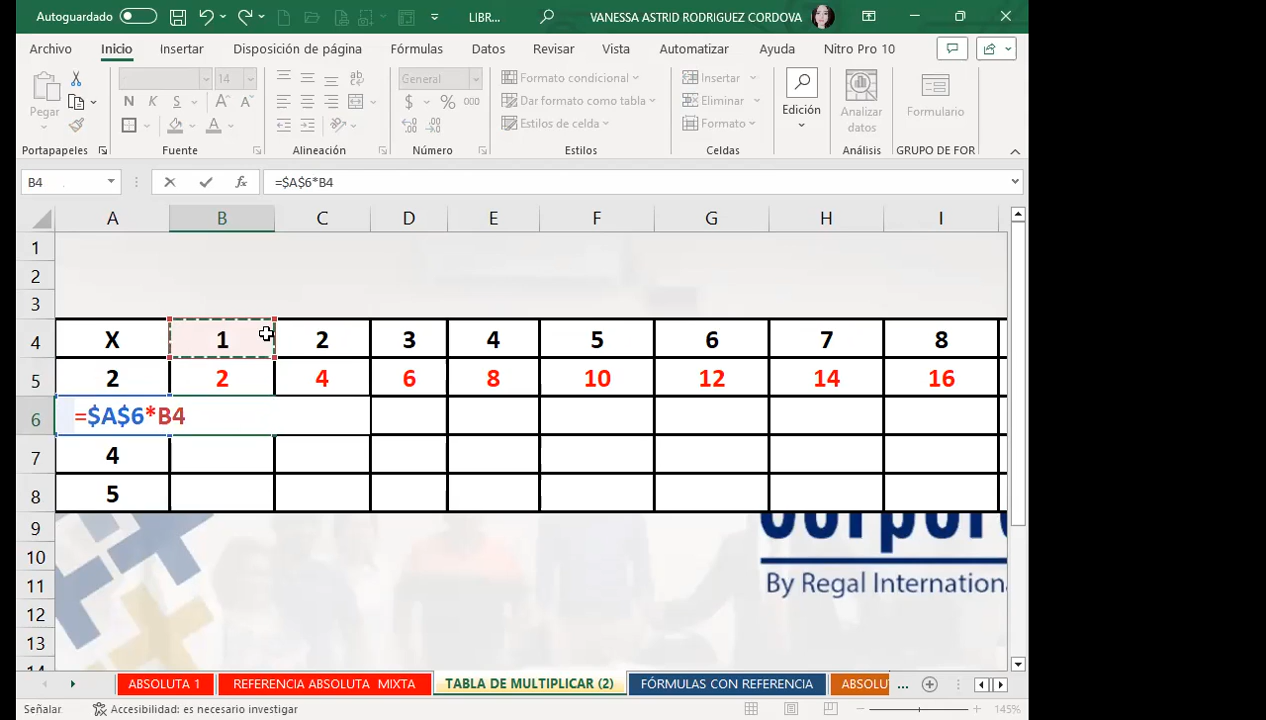 Autoguardado LIBR... VANESSA ASTRID RODRIGUEZ CORDOVA
Archivo Inicio Insertar Disposición de página Fórmulas Datos Revisar Vista Automatizar Ayuda Nitro Pro 10
Pegar
Portapapeles
14
N K S A A
A
Fuente
ab
Alineación
General
$ % 000
Número
Formato condicional
Dar formato como tabla
Estilos de celda
Estilos
Insertar
Eliminar
Formato
Celdas
Edición
Analizar
datos
Análisis
Formulario
GRUPO DE FOR
B4 fx =$A$6*B4
A B C D E F G H I
1
2
3
4 X 1 2 3 4 5 6 7 8
5 2 2 4 6 8 10 12 14 16
6 =$A$6*B4
7 4
8 5
9
10
11 By Regal Internationa
12
13
14
ABSOLUTA 1 REFERENCIA ABSOLUTA MIXTA TABLA DE MULTIPLICAR (2) FÓRMULAS CON REFERENCIA ABSOLU ...
Señalar Accesibilidad: es necesario investigar 145%